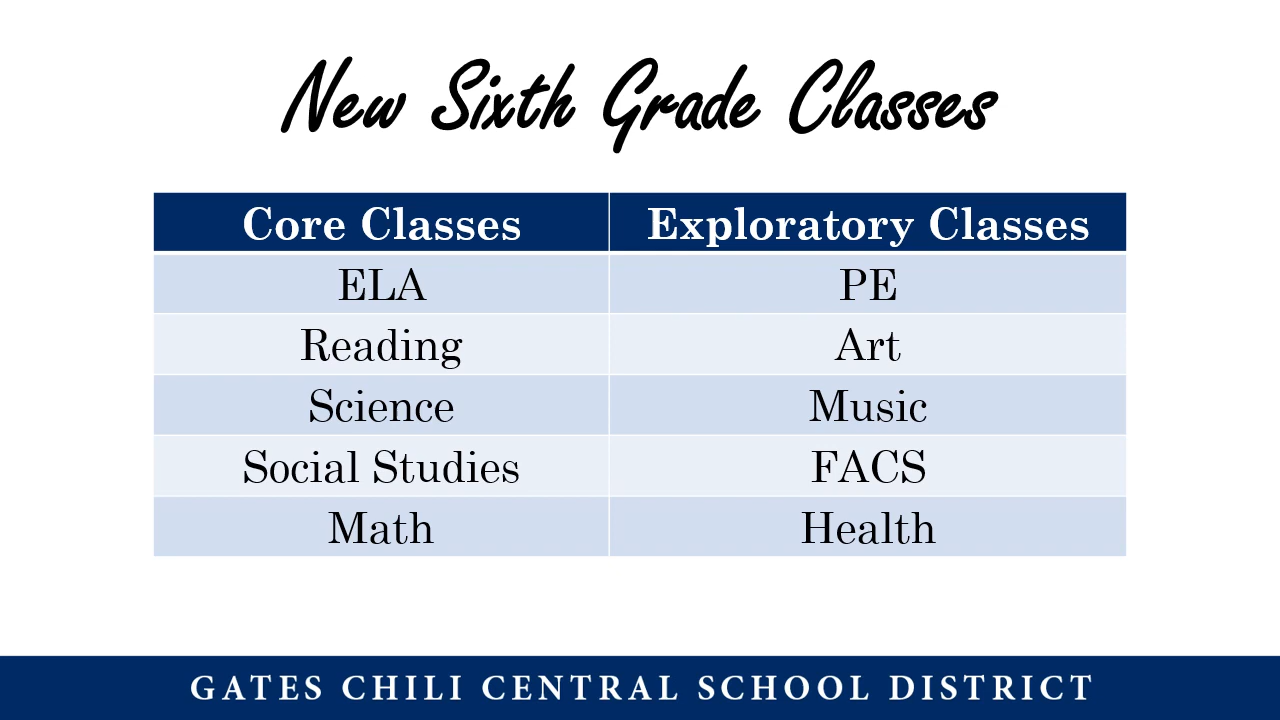 New Sixth Grade Classes
Core Classes Exploratory Classes
ELA PE
Reading Art
Science Music
Social Studies FACS
Math Health
GATES CHILI CENTRAL SCHOOL DISTRICT